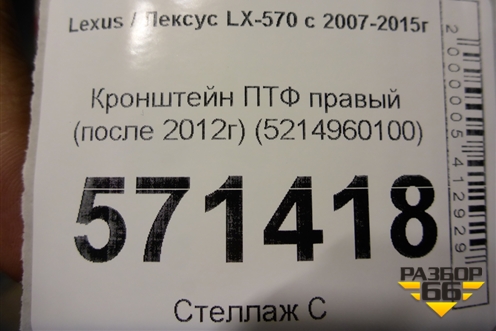 Lexus / Лексус LX-570 с 2007-2015г
Кронштейн ПТФ правый
(после 2012г) (5214960100)
571418
Стеллаж С
2000005412929
РАЗБОР
66